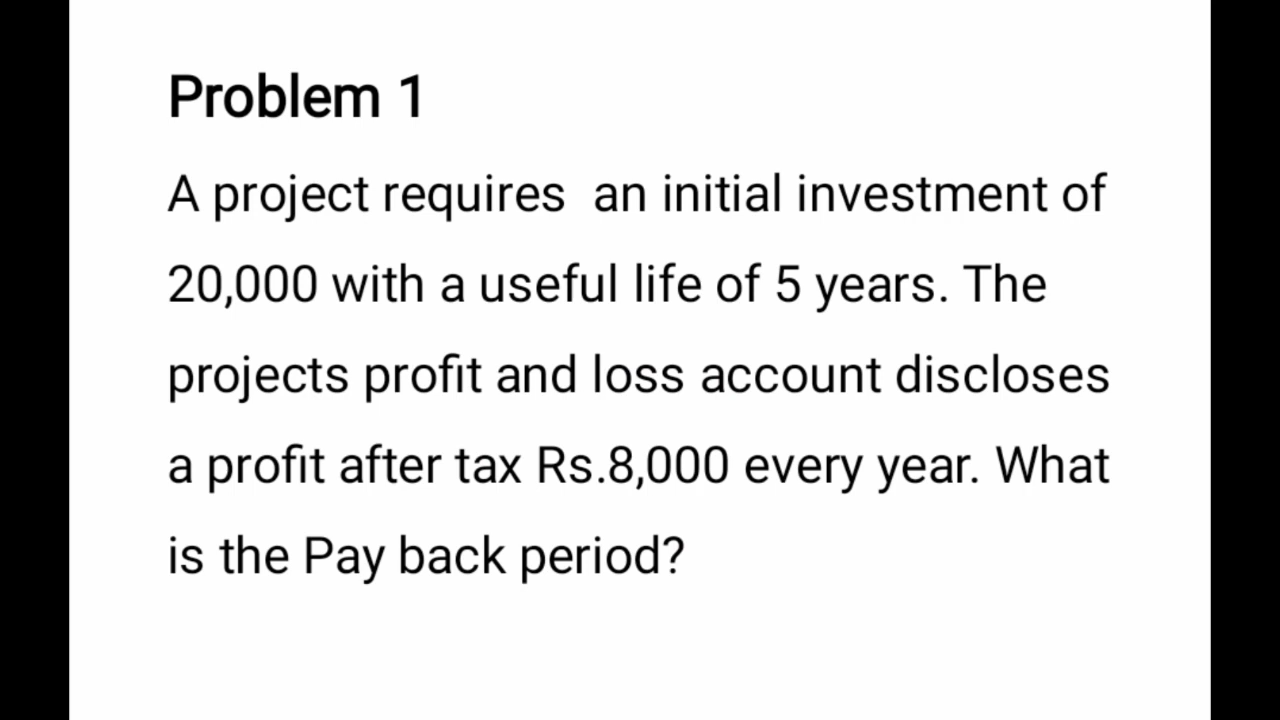 Problem 1
A project requires  an initial investment of
20,000 with a useful life of 5 years. The
projects profit and loss account discloses
a profit after tax Rs.8,000 every year. What
is the Pay back period?